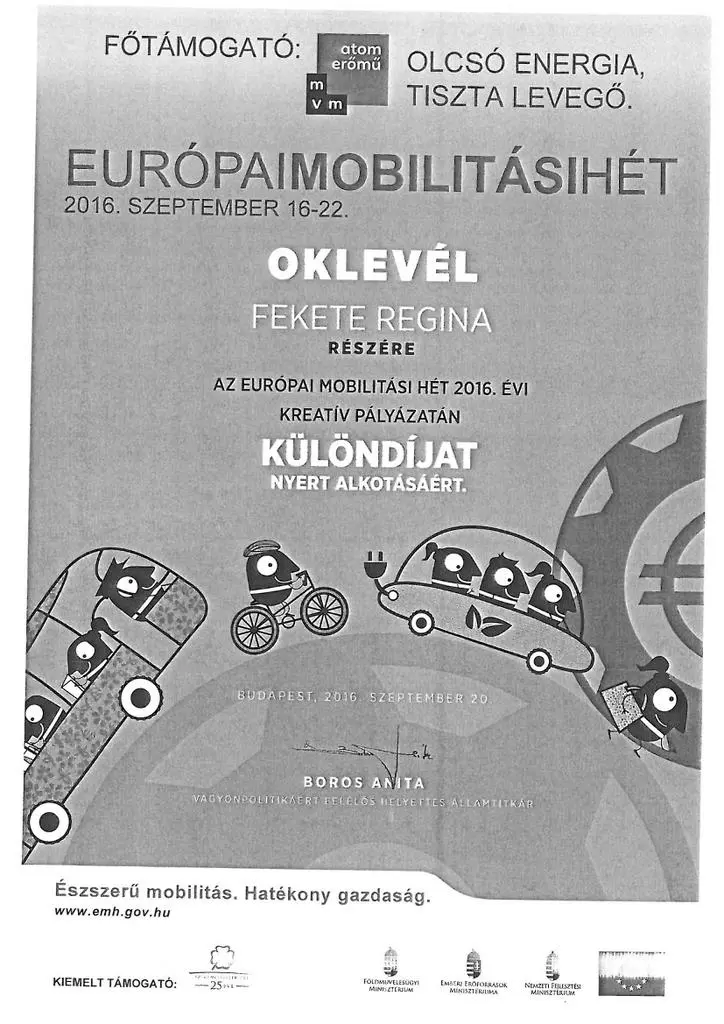 FŐTÁMOGATÓ:
atom
erőmű
m
v m
OLCSÓ ENERGIA,
TISZTA LEVEGŐ.
EURÓPAIMOBILITÁSIHÉT
2016. SZEPTEMBER 16-22.
OKLEVÉL
FEKETE REGINA
RÉSZÉRE
AZ EURÓPAI MOBILITÁSI HÉT 2016. ÉVI
KREATÍV PÁLYÁZATÁN
KÜLÖNDÍJAT
NYERT ALKOTÁSÁÉRT.
BUDAPEST, 2016. SZEPTEMBER 20
BOROS ANITA
VAGYONPOLITIKÁÉRT FELELŐS HELYETTES ÁLLAMTITKÁR
Észszerű mobilitás. Hatékony gazdaság.
www.emh.gov.hu
KIEMELT TÁMOGATÓ:
25
FÖLDMŰVELÉSÜGYI
MINISZTÉRIUM
EMBERI ERŐFORRÁSOK
MINISZTÉRIUMA
NEMZETI FEJLESZTÉSI
MINISZTÉRIUM